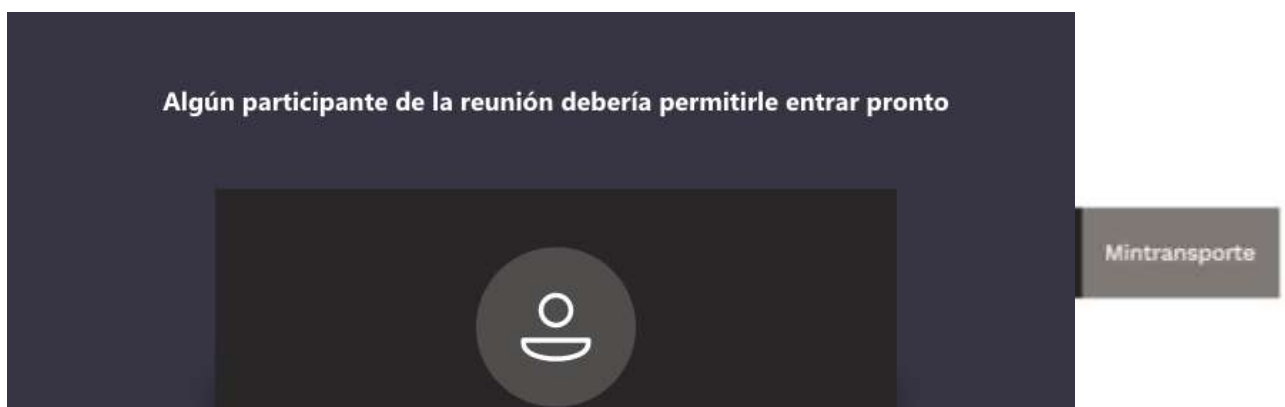 Algún participante de la reunión debería permitirle entrar pronto
Mintransporte